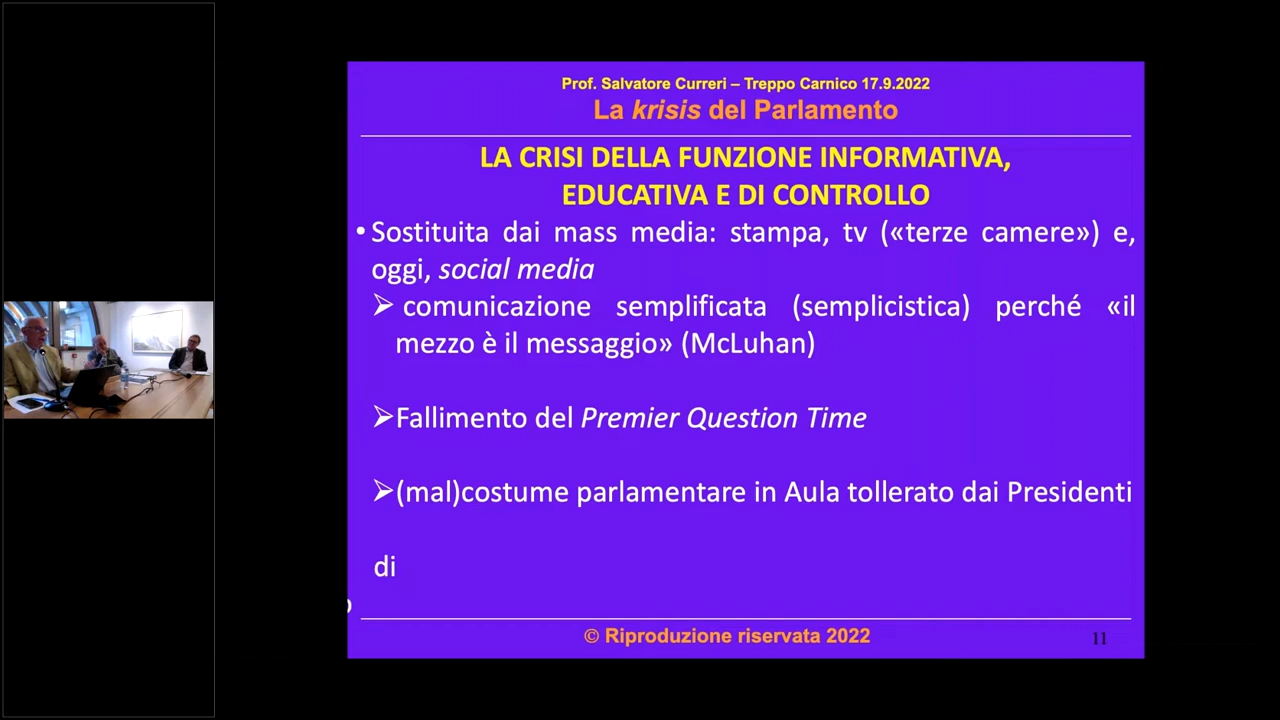 Prof. Salvatore Curreri – Treppo Carnico 17.9.2022
La krisis del Parlamento
LA CRISI DELLA FUNZIONE INFORMATIVA,
EDUCATIVA E DI CONTROLLO
• Sostituita dai mass media: stampa, tv («terze camere») e,
oggi, social media
➢ comunicazione semplificata (semplicistica) perché «il
mezzo è il messaggio» (McLuhan)
➢Fallimento del Premier Question Time
➢(mal)costume parlamentare in Aula tollerato dai Presidenti
di
© Riproduzione riservata 2022
11